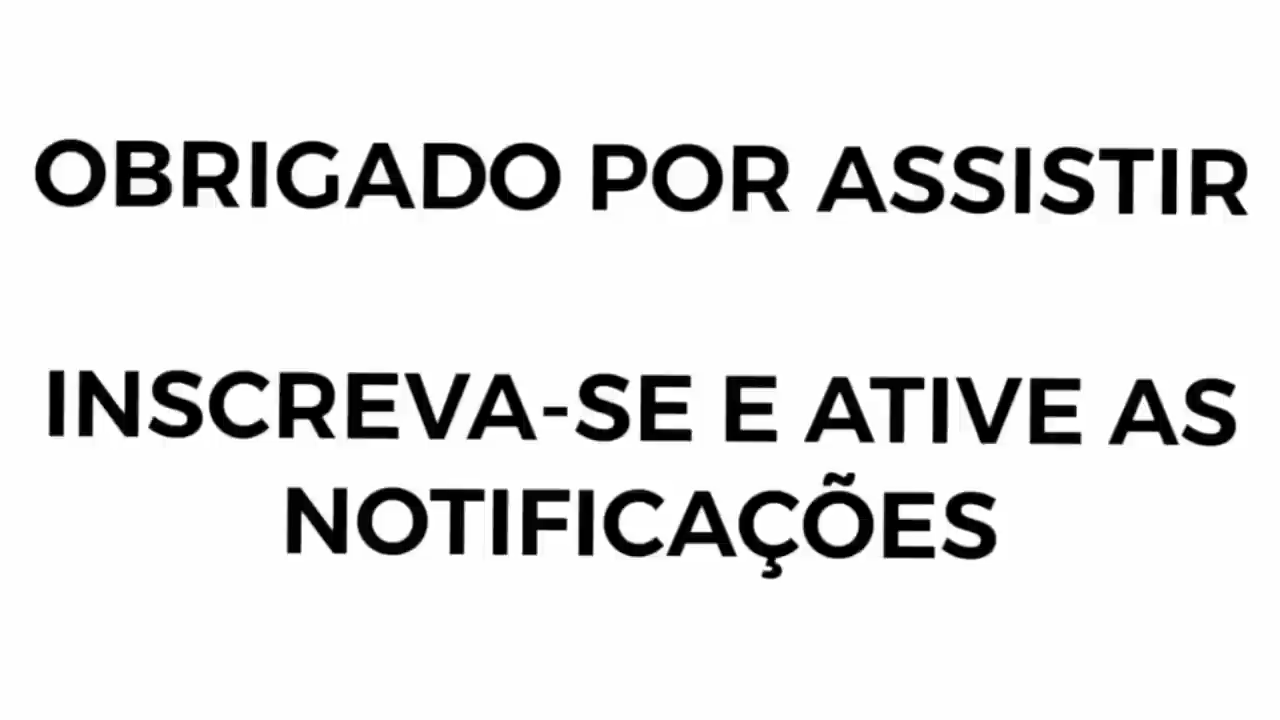 OBRIGADO POR ASSISTIR
INSCREVA-SE E ATIVE AS
NOTIFICAÇÕES